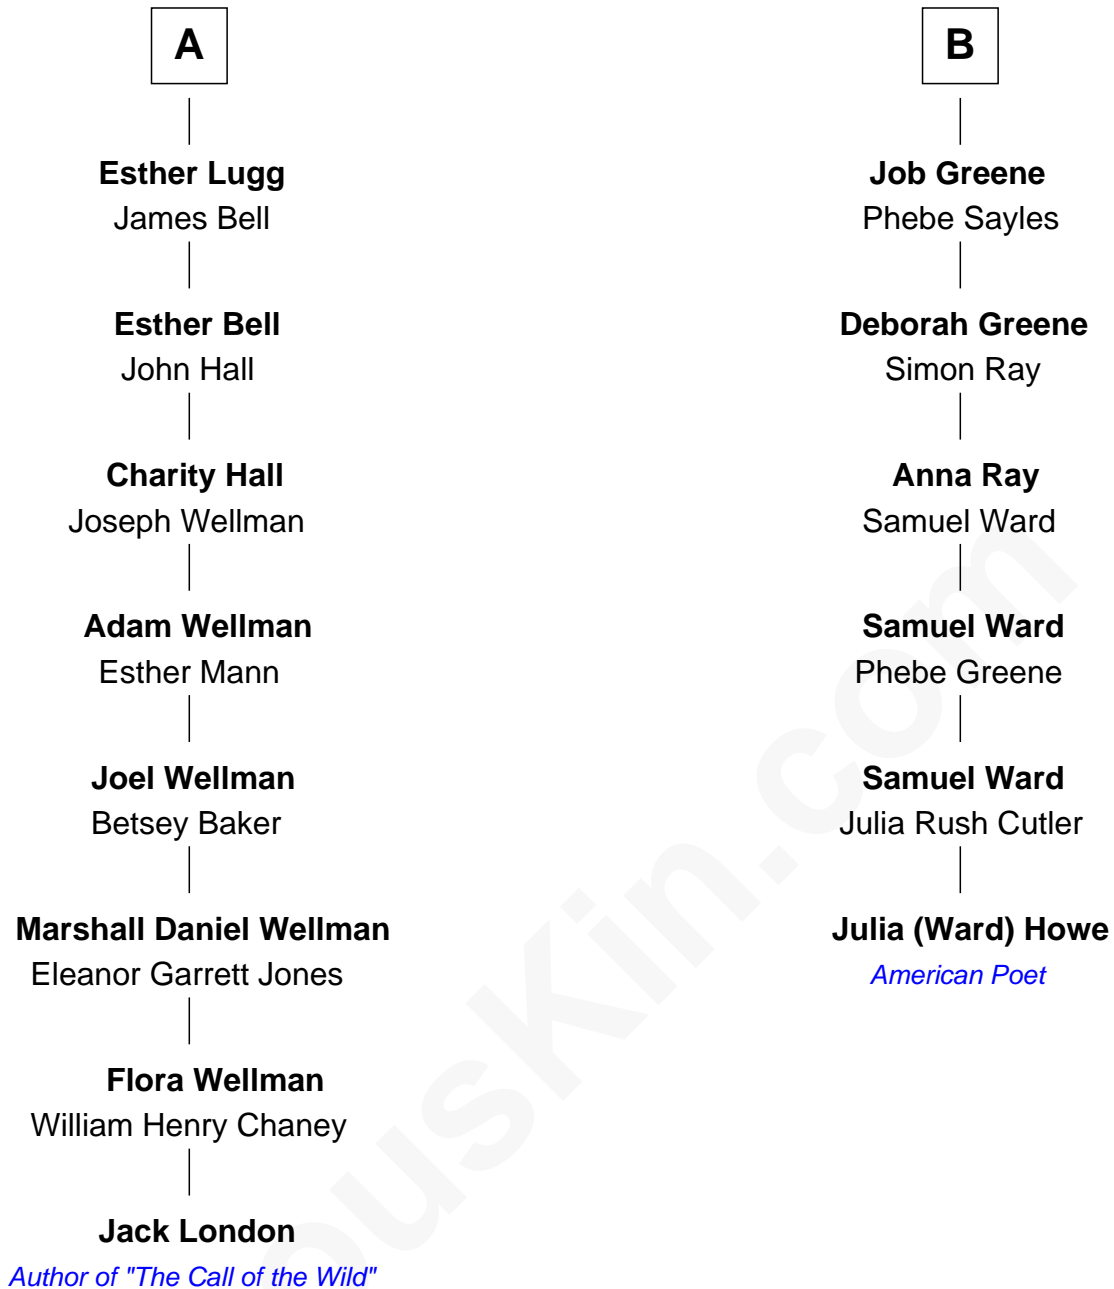 A
Esther Lugg
James Bell
Esther Bell
John Hall
Charity Hall
Joseph Wellman
Adam Wellman
Esther Mann
Joel Wellman
Betsey Baker
Marshall Daniel Wellman
Eleanor Garrett Jones
Flora Wellman
William Henry Chaney
Jack London
Author of "The Call of the Wild"
B
Job Greene
Phebe Sayles
Deborah Greene
Simon Ray
Anna Ray
Samuel Ward
Samuel Ward
Phebe Greene
Samuel Ward
Julia Rush Cutler
Julia (Ward) Howe
American Poet
ousKin.com